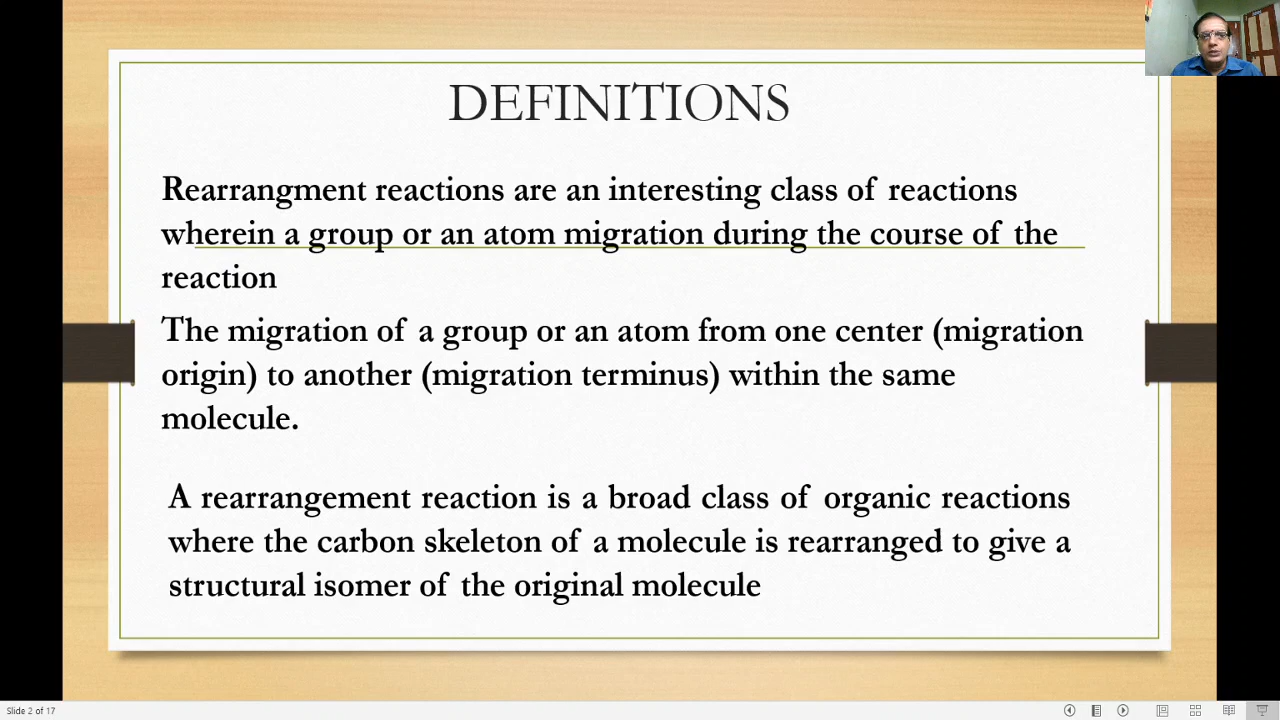 DEFINITIONS
Rearrangment reactions are an interesting class of reactions
wherein a group or an atom migration during the course of the
reaction
The migration of a group or an atom from one center (migration
origin) to another (migration terminus) within the same
molecule.
A rearrangement reaction is a broad class of organic reactions
where the carbon skeleton of a molecule is rearranged to give a
structural isomer of the original molecule
Slide 2 of 17